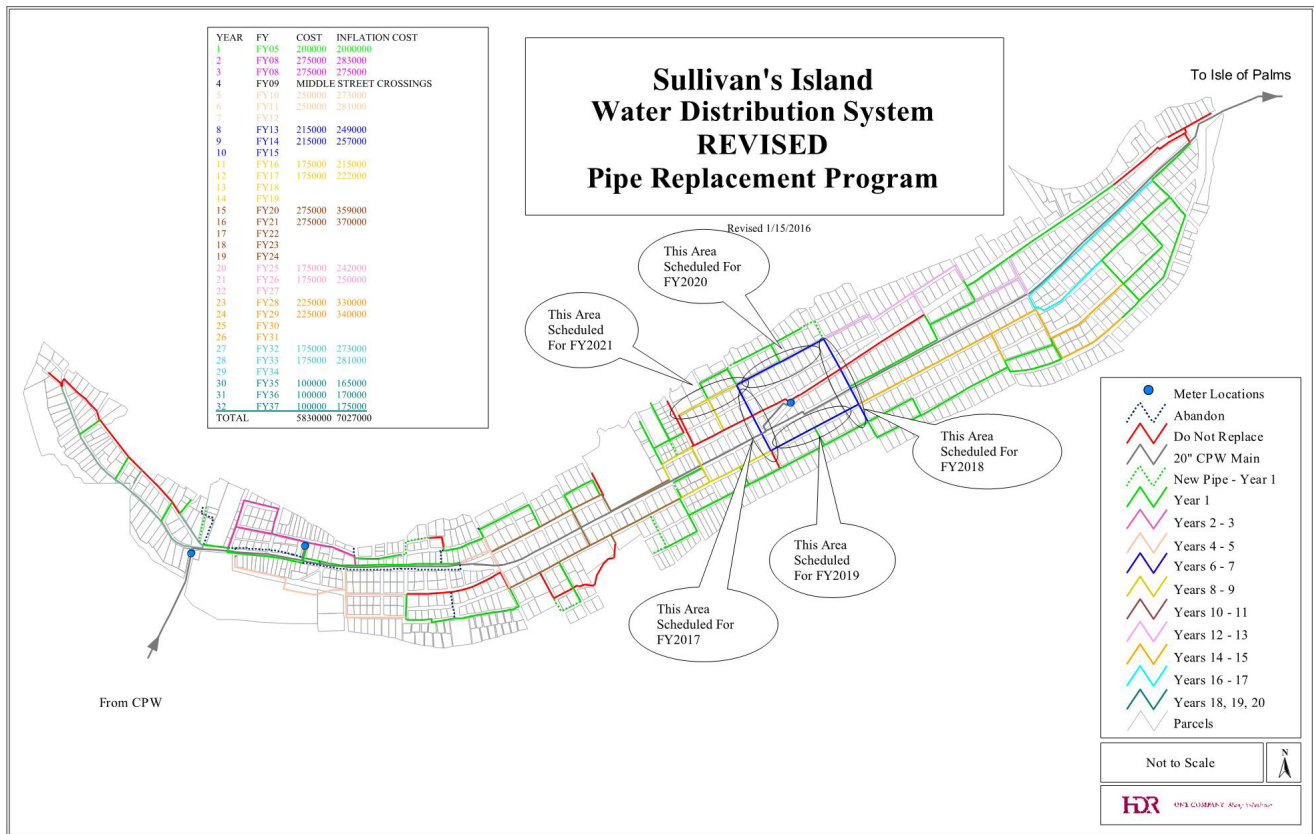 YEAR FY COST INFLATION COST
1 FY05 200000 2000000
2 FY08 275000 283000
3 FY08 275000 275000
4 FY09 MIDDLE STREET CROSSINGS
5 FY10 250000 273000
6 FY11 250000 281000
7 FY12
8 FY13 215000 249000
9 FY14 215000 257000
10 FY15
11 FY16 175000 215000
12 FY17 175000 222000
13 FY18
14 FY19
15 FY20 275000 359000
16 FY21 275000 370000
17 FY22
18 FY23
19 FY24
20 FY25 175000 242000
21 FY26 175000 250000
22 FY27
23 FY28 225000 330000
24 FY29 225000 340000
25 FY30
26 FY31
27 FY32 175000 273000
28 FY33 175000 281000
29 FY34
30 FY35 100000 165000
31 FY36 100000 170000
32 FY37 100000 175000
TOTAL 5830000 7027000
Sullivan's Island
Water Distribution System
REVISED
Pipe Replacement Program
Revised 1/15/2016
To Isle of Palms
This Area
Scheduled For
FY2020
This Area
Scheduled
For FY2021
This Area
Scheduled For
FY2018
This Area
Scheduled
For FY2019
This Area
Scheduled For
FY2017
From CPW
Meter Locations
Abandon
Do Not Replace
20" CPW Main
New Pipe - Year 1
Year 1
Years 2 - 3
Years 4 - 5
Years 6 - 7
Years 8 - 9
Years 10 - 11
Years 12 - 13
Years 14 - 15
Years 16 - 17
Years 18, 19, 20
Parcels
Not to Scale
N
HDR ONE COMPANY Many Solutions